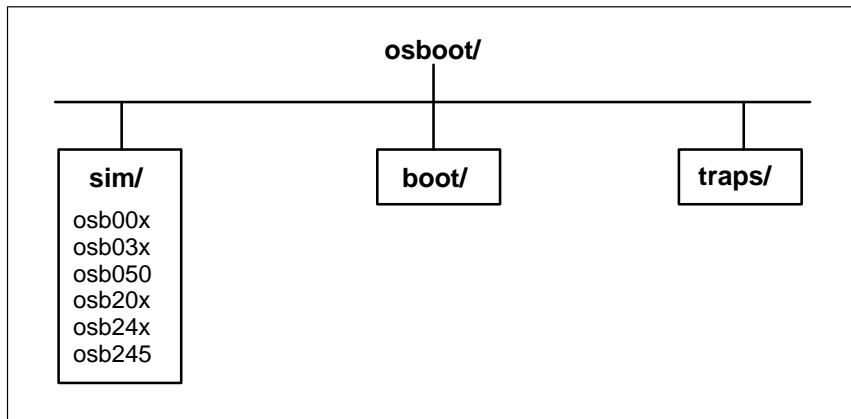 osboot/
sim/
osb00x
osb03x
osb050
osb20x
osb24x
osb245
boot/
traps/